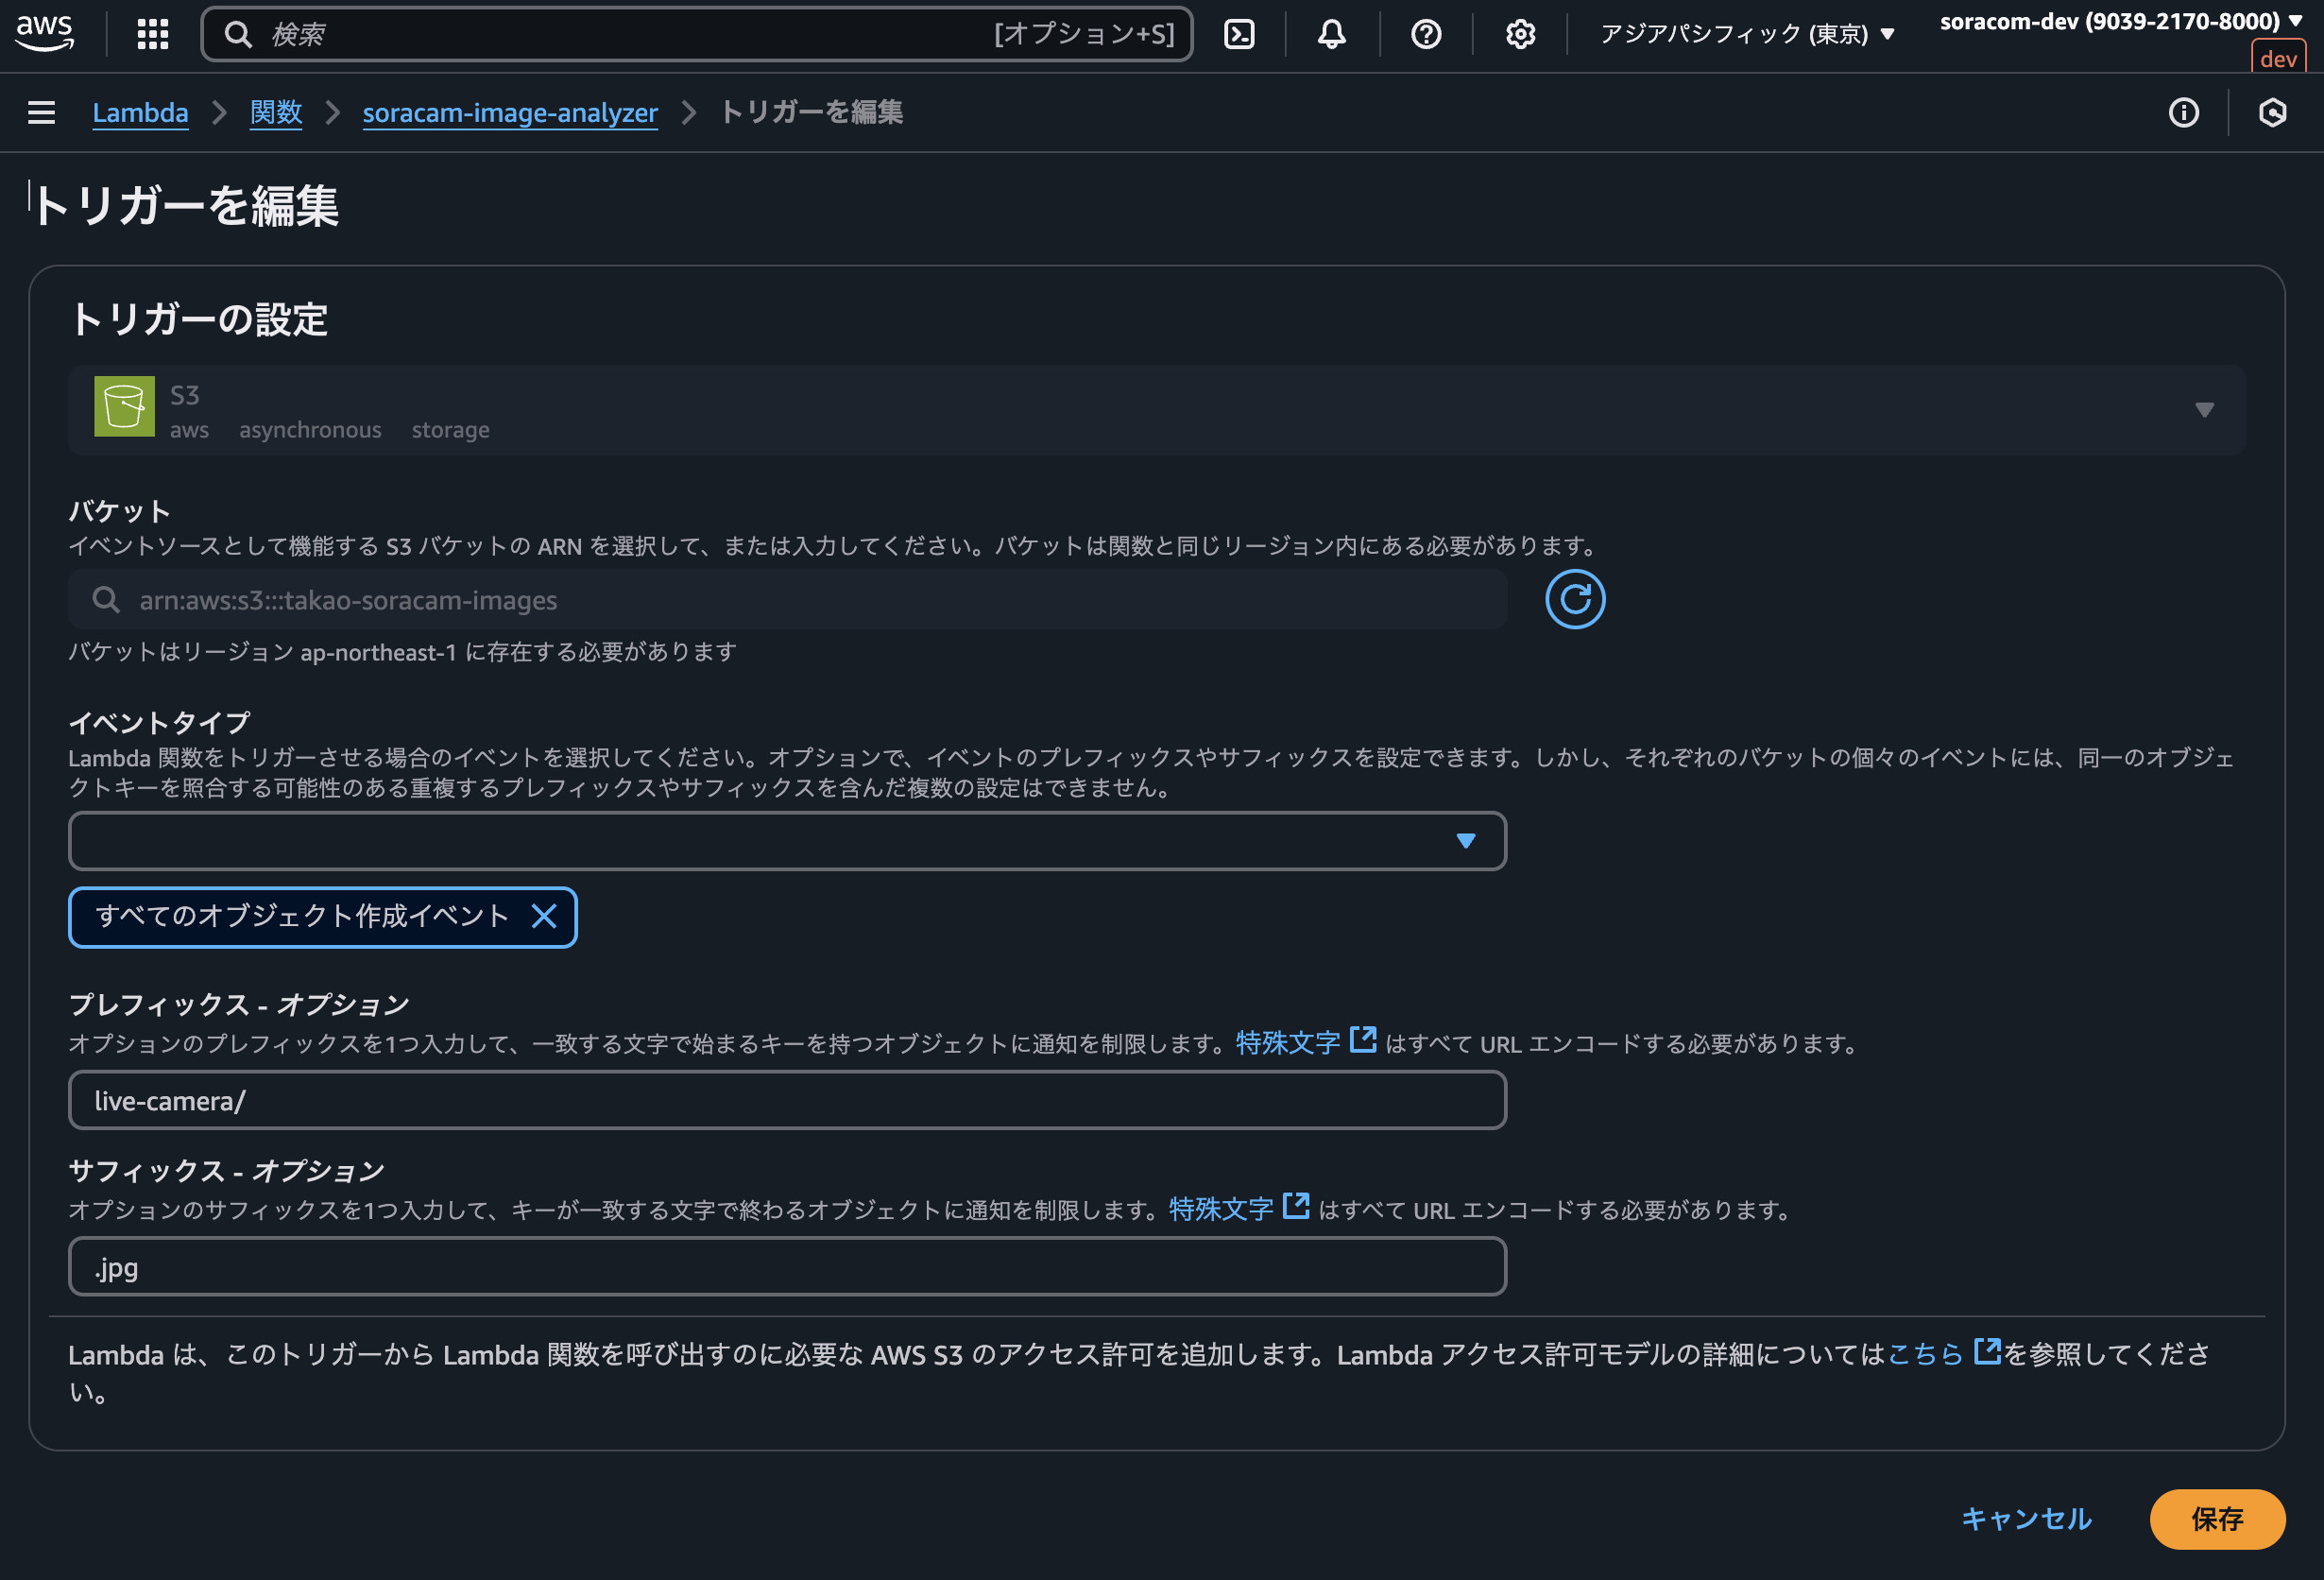 aws
検索
[オプション+S]
アジアパシフィック (東京)
soracom-dev (9039-2170-8000)
dev
Lambda
関数
soracam-image-analyzer
トリガーを編集
トリガーを編集
トリガーの設定
S3
aws asynchronous storage
バケット
イベントソースとして機能する S3 バケットの ARN を選択して、または入力してください。バケットは関数と同じリージョン内にある必要があります。
arn:aws:s3:::takao-soracam-images
バケットはリージョン ap-northeast-1 に存在する必要があります
イベントタイプ
Lambda 関数をトリガーさせる場合のイベントを選択してください。オプションで、イベントのプレフィックスやサフィックスを設定できます。しかし、それぞれのバケットの個々のイベントには、同一のオブジェ
クトキーを照合する可能性のある重複するプレフィックスやサフィックスを含んだ複数の設定はできません。
すべてのオブジェクト作成イベント
プレフィックス - オプション
オプションのプレフィックスを1つ入力して、一致する文字で始まるキーを持つオブジェクトに通知を制限します。特殊文字 はすべて URL エンコードする必要があります。
live-camera/
サフィックス - オプション
オプションのサフィックスを1つ入力して、キーが一致する文字で終わるオブジェクトに通知を制限します。特殊文字 はすべて URL エンコードする必要があります。
.jpg
Lambda は、このトリガーから Lambda 関数を呼び出すのに必要な AWS S3 のアクセス許可を追加します。Lambda アクセス許可モデルの詳細についてはこちら を参照してくださ
い。
キャンセル
保存